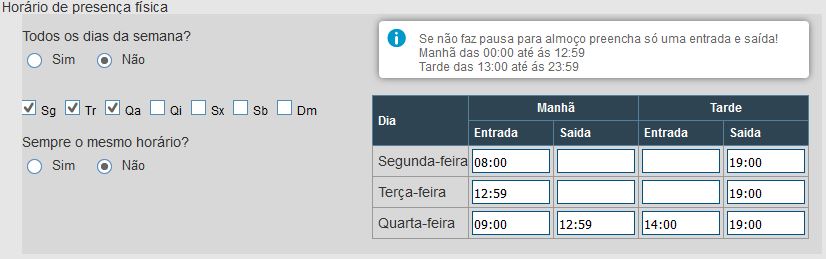 Horário de presença física
Todos os dias da semana?
Sim Não
Sg Tr Qa Qi Sx Sb Dm
Sempre o mesmo horário?
Sim Não
Se não faz pausa para almoço preencha só uma entrada e saída!
Manhã das 00:00 até ás 12:59
Tarde das 13:00 até ás 23:59
Dia Manhã Tarde
Entrada Saida Entrada Saida
Segunda-feira 08:00 19:00
Terça-feira 12:59 19:00
Quarta-feira 09:00 12:59 14:00 19:00